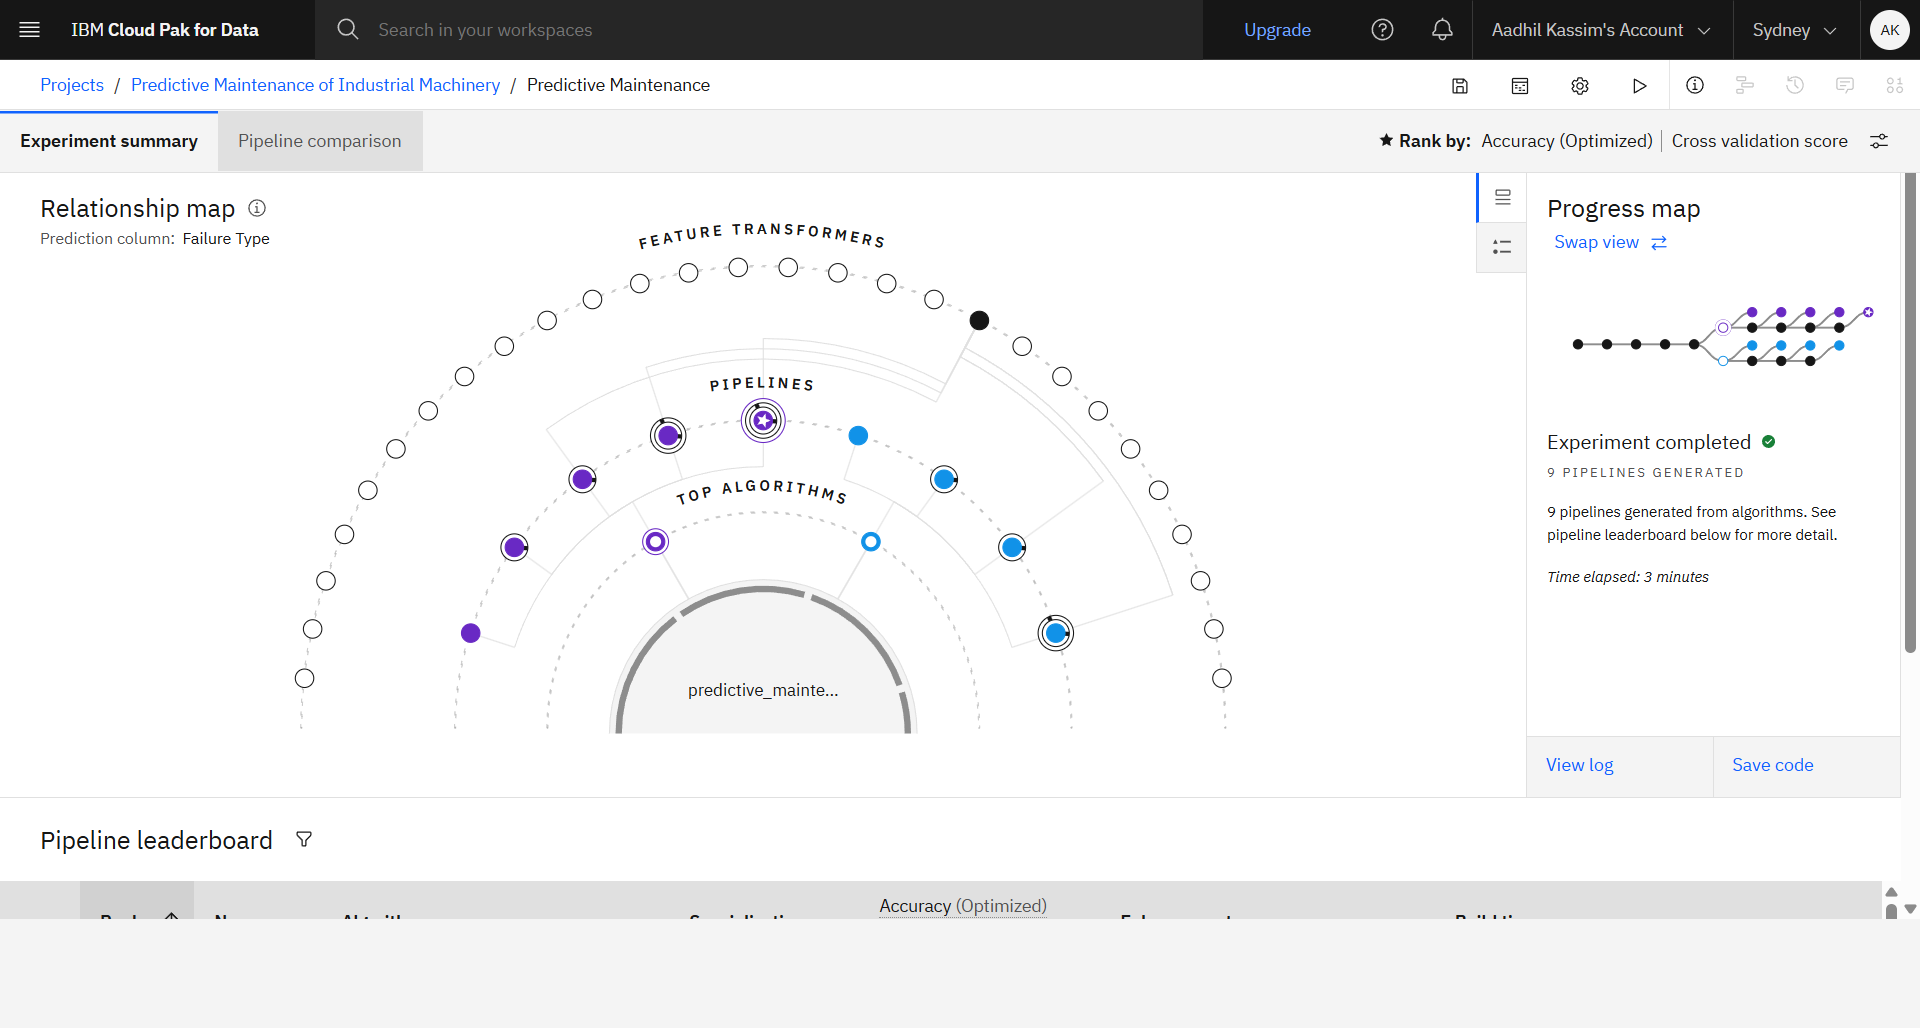 IBM Cloud Pak for Data
Search in your workspaces
Upgrade
Aadhil Kassim's Account
Sydney
AK
Projects / Predictive Maintenance of Industrial Machinery / Predictive Maintenance
Experiment summary
Pipeline comparison
Rank by: Accuracy (Optimized) | Cross validation score
Relationship map
Prediction column: Failure Type
FEATURE TRANSFORMERS
PIPELINES
TOP ALGORITHMS
predictive_mainte...
Progress map
Swap view
Experiment completed
9 PIPELINES GENERATED
9 pipelines generated from algorithms. See
pipeline leaderboard below for more detail.
Time elapsed: 3 minutes
View log
Save code
Pipeline leaderboard
Accuracy (Optimized)